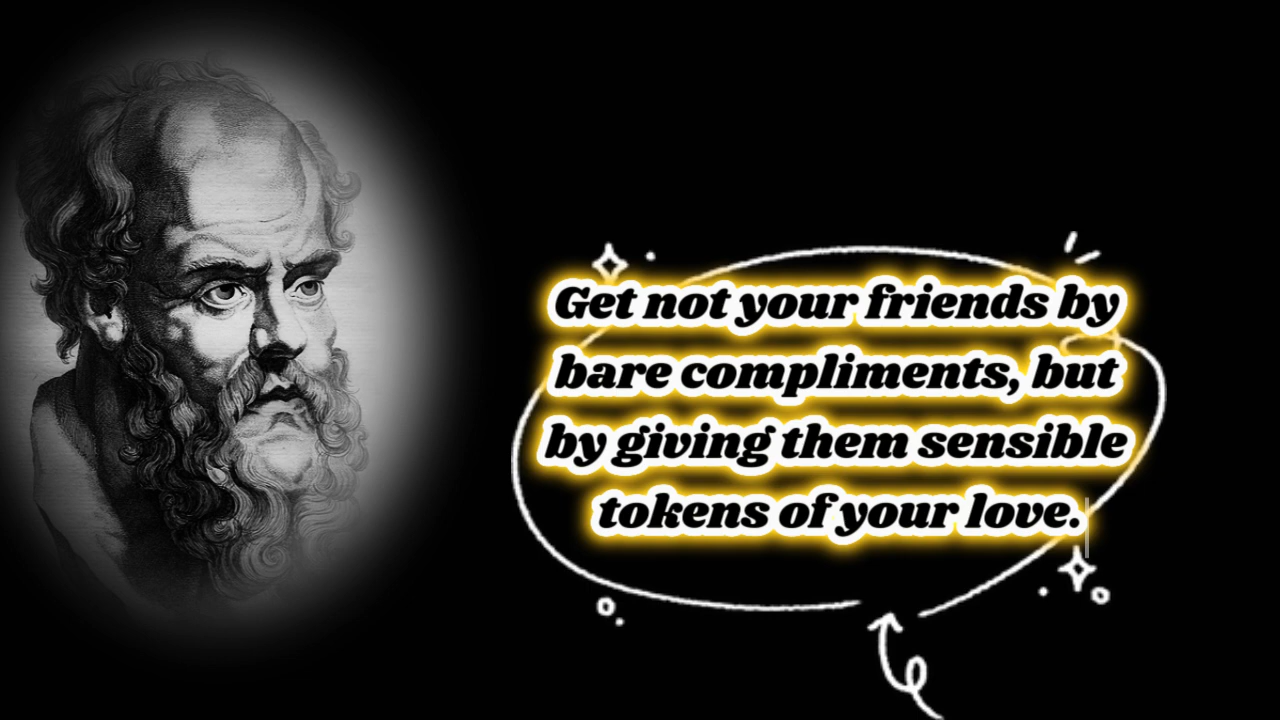 Get not your friends by
bare compliments, but
by giving them sensible
tokens of your love.